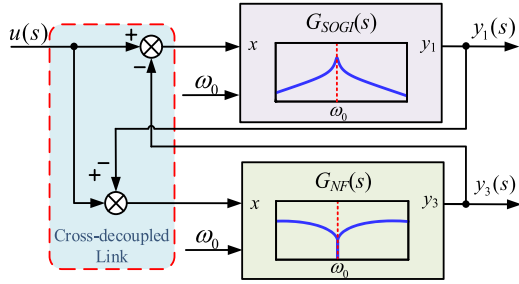 u(s)
+
−
x
G_SOGI(s)
y₁
y₁(s)
ω₀
ω₀
−
+
x
G_NF(s)
y₃
y₃(s)
ω₀
ω₀
Cross-decoupled
Link